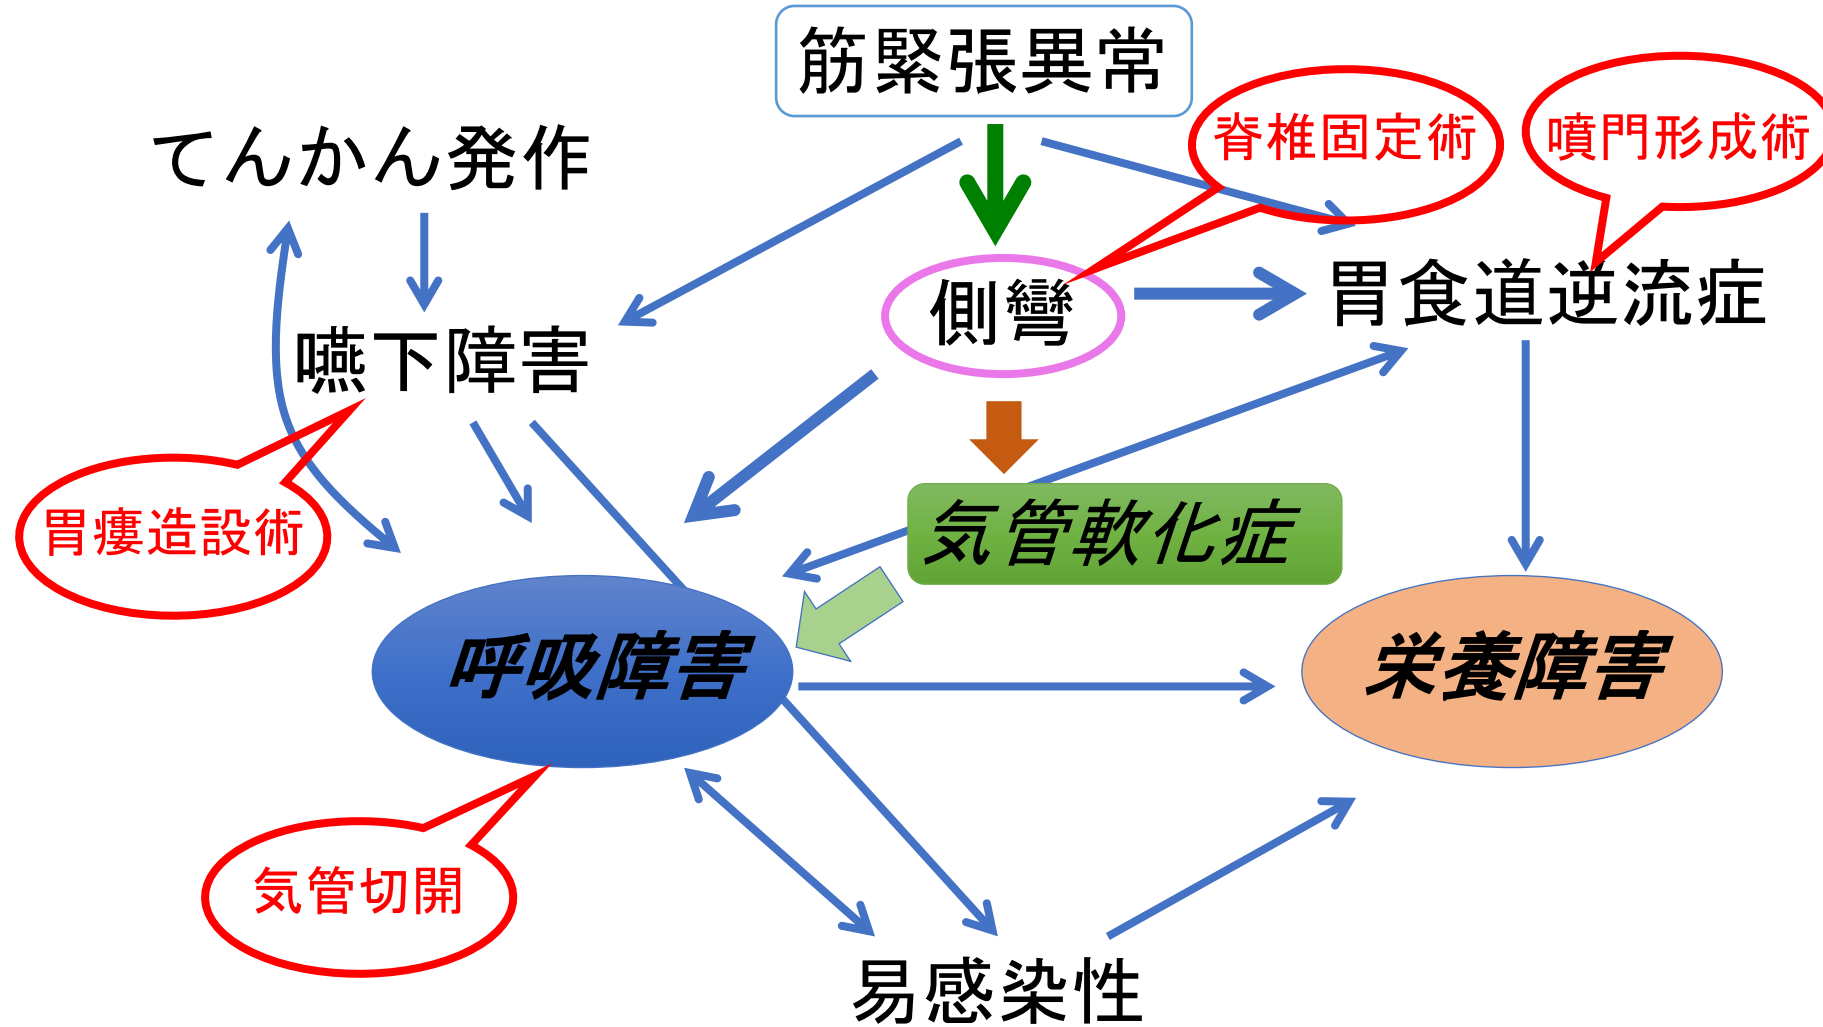 筋緊張異常
脊椎固定術
噴門形成術
てんかん発作
側彎
胃食道逆流症
嚥下障害
胃瘻造設術
気管軟化症
呼吸障害
栄養障害
気管切開
易感染性